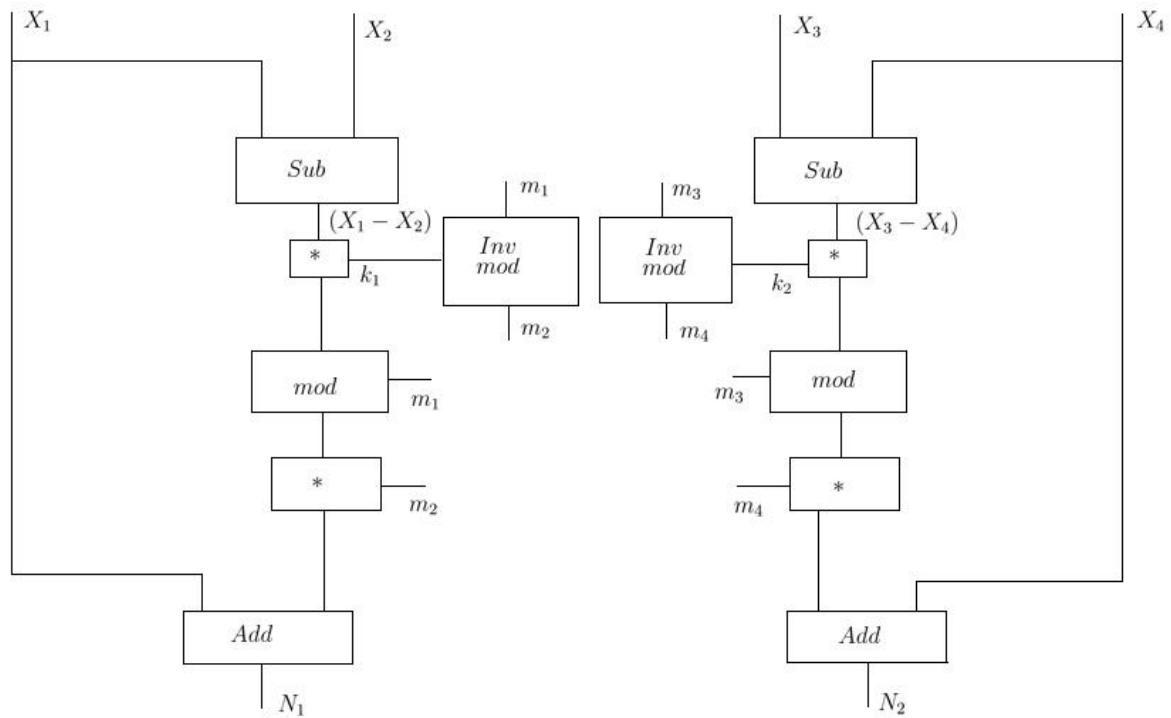 X₁
X₂
X₃
X₄
Sub
Sub
m₁
m₃
(X₁ − X₂)
(X₃ − X₄)
*
k₁
Inv
mod
Inv
mod
k₂
*
m₂
m₄
mod
m₁
m₃
mod
*
m₂
m₄
*
Add
Add
N₁
N₂